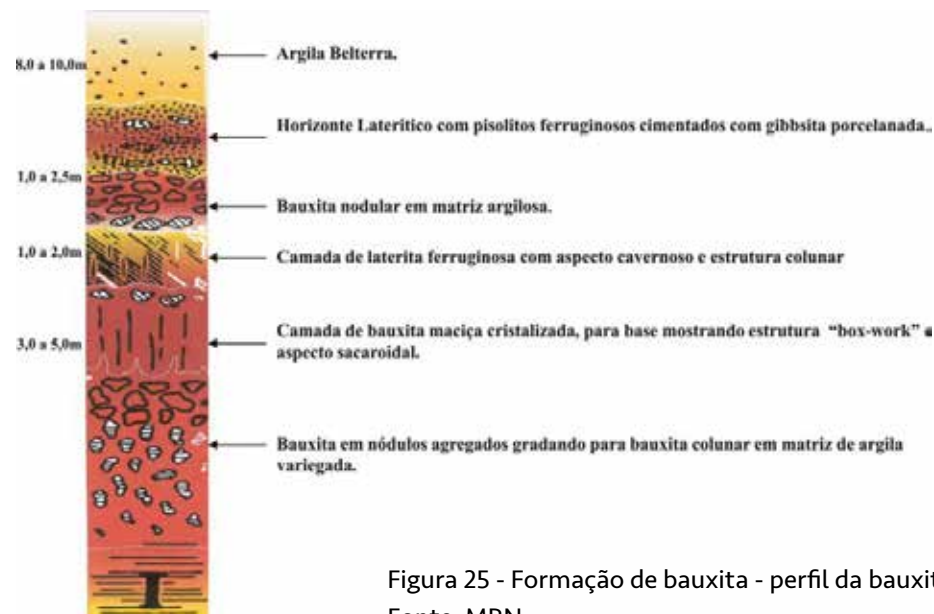 Argila Belterra.
8,0 a 10,0m
Horizonte Lateritico com pisolitos ferruginosos cimentados com gibbsita porcelanada..
1,0 a 2,5m
Bauxita nodular em matriz argilosa.
1,0 a 2,0m
Camada de laterita ferruginosa com aspecto cavernoso e estrutura colunar
Camada de bauxita maciça cristalizada, para base mostrando estrutura “box-work” e
3,0 a 5,0m
aspecto sacaroidal.
Bauxita em nódulos agregados gradando para bauxita colunar em matriz de argila
variegada.
Figura 25 - Formação de bauxita - perfil da bauxit